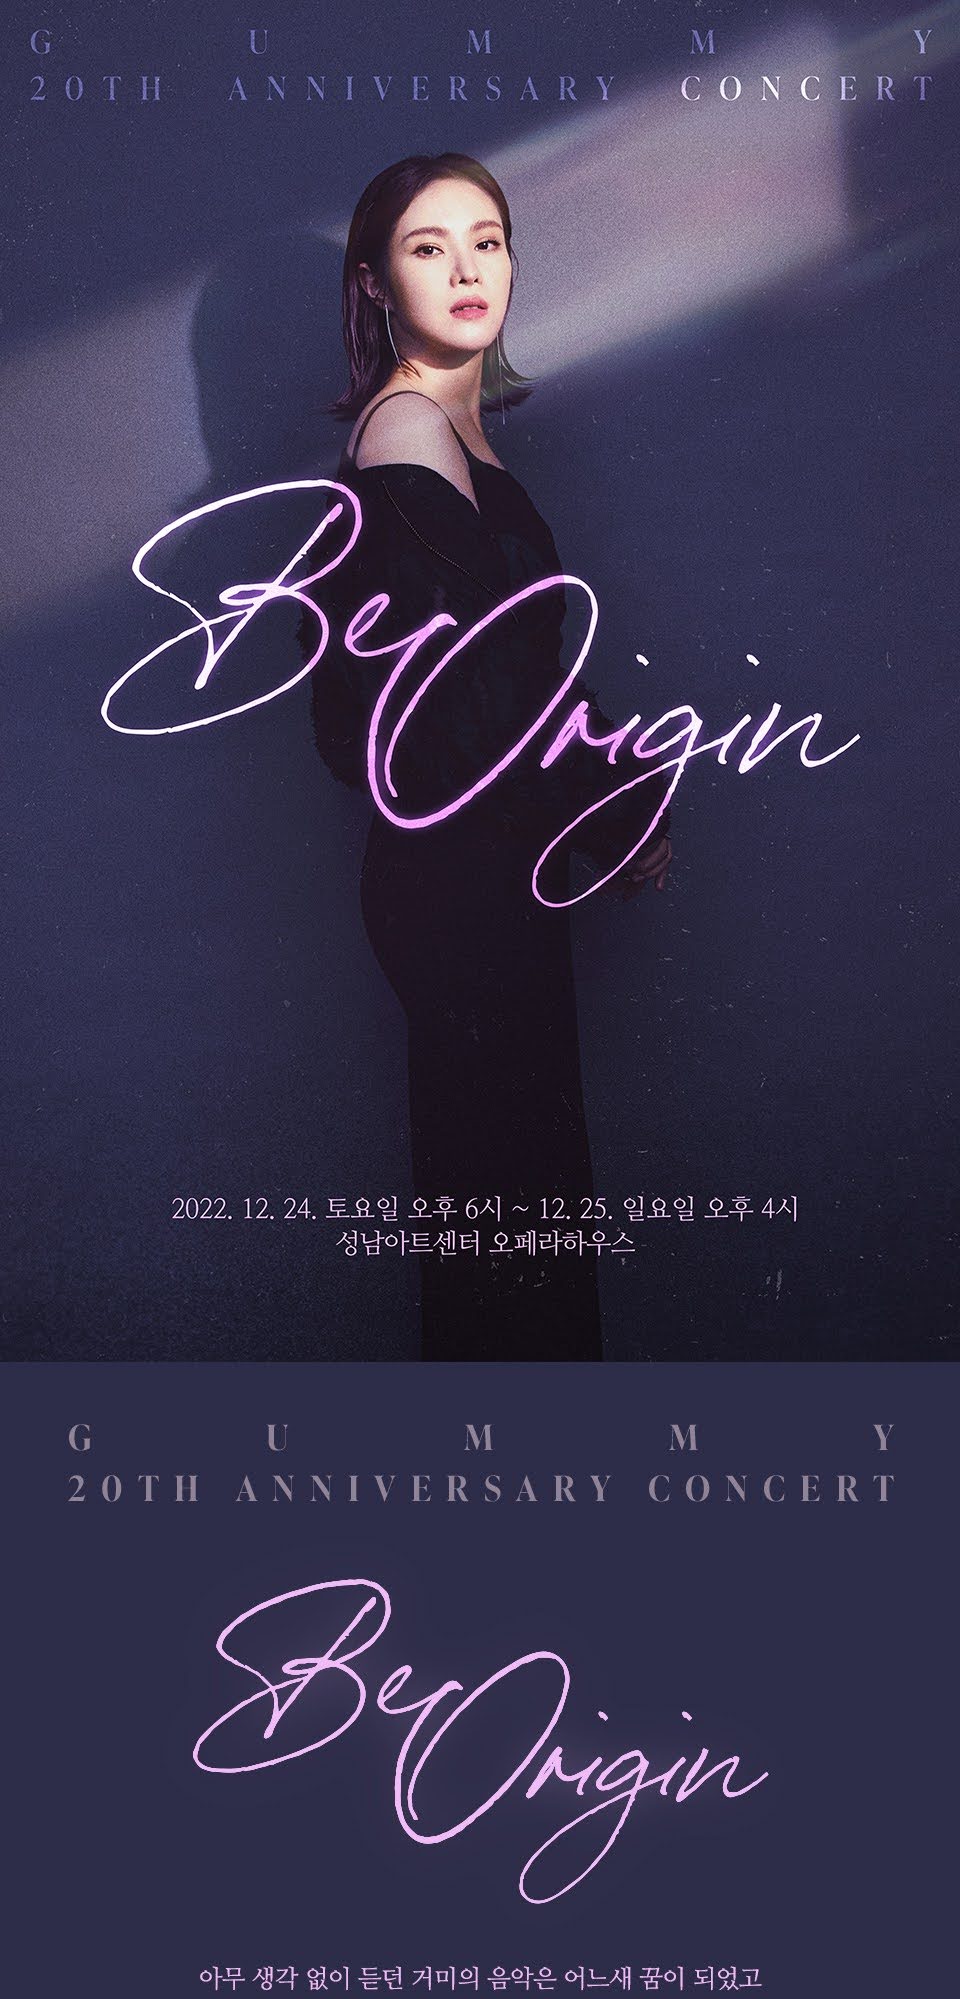 GUMMY
20TH ANNIVERSARY CONCERT
Be Origin
2022. 12. 24. 토요일 오후 6시 ~ 12. 25. 일요일 오후 4시
성남아트센터 오페라하우스
GUMMY
20TH ANNIVERSARY CONCERT
Be Origin
아무 생각 없이 듣던 거미의 음악은 어느새 꿈이 되었고